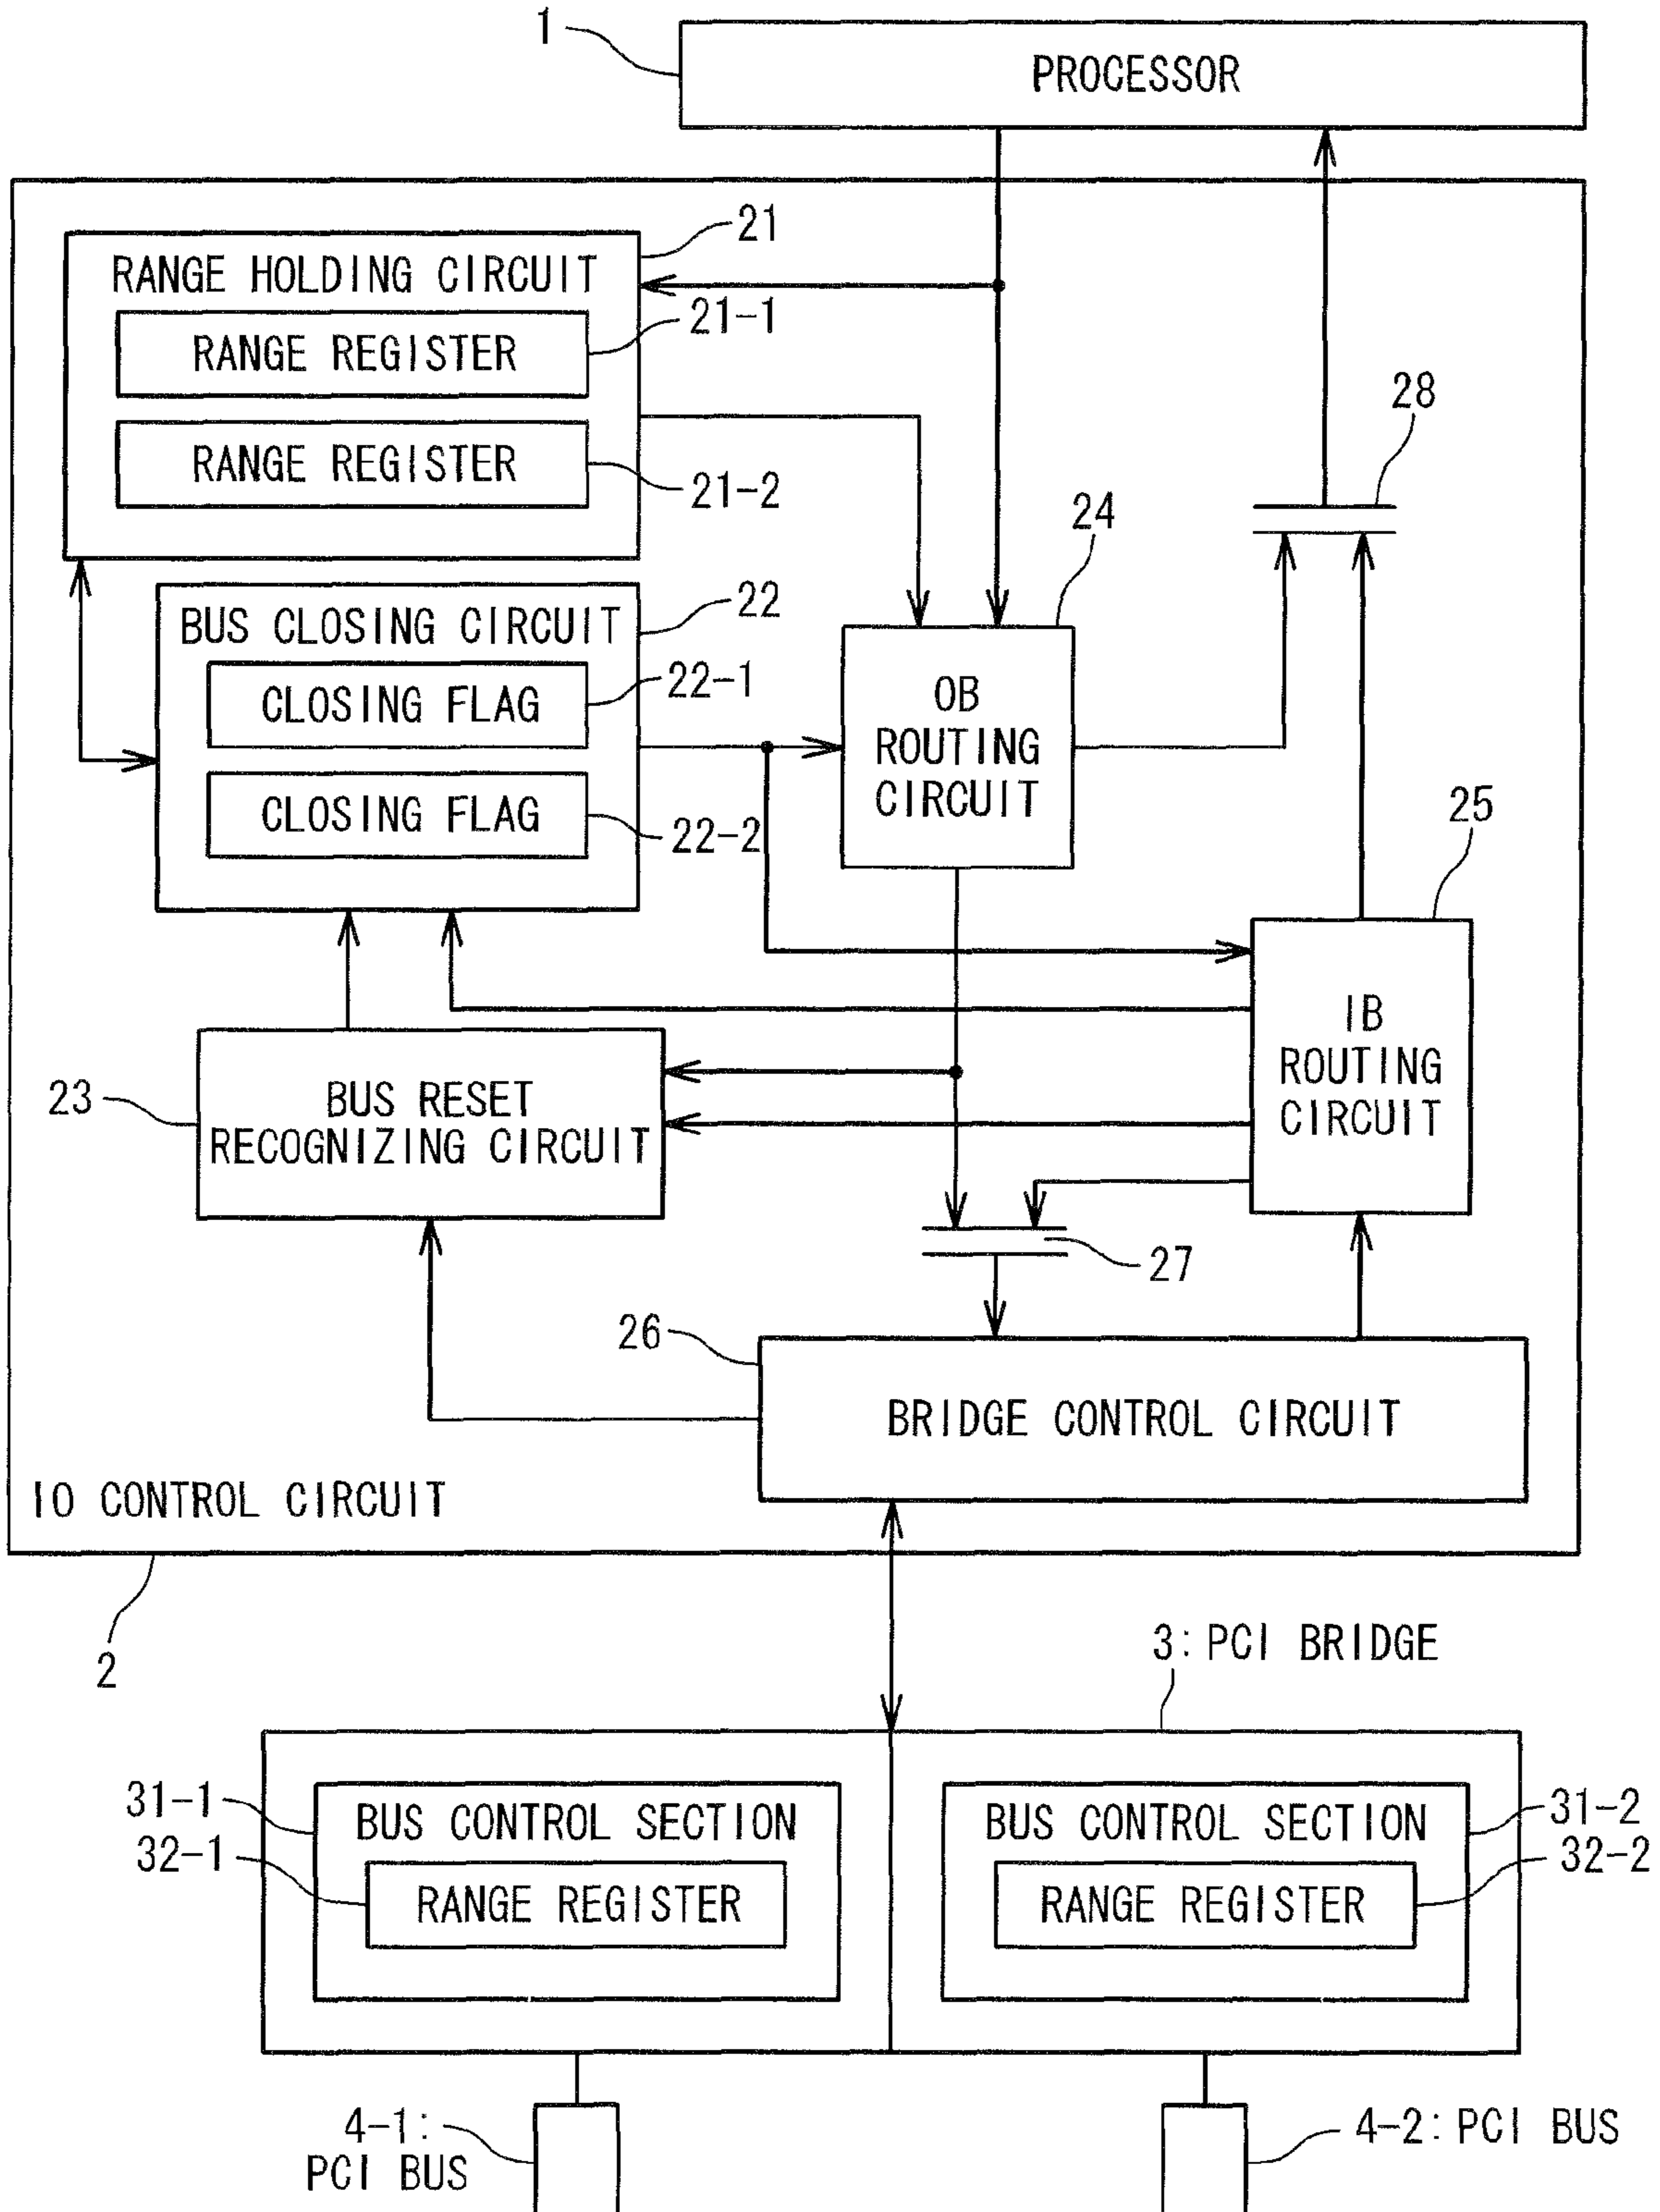 1
PROCESSOR
21
RANGE HOLDING CIRCUIT
21-1
RANGE REGISTER
28
RANGE REGISTER
21-2
24
22
BUS CLOSING CIRCUIT
22-1
CLOSING FLAG
OB
ROUTING
CIRCUIT
CLOSING FLAG
22-2
25
IB
ROUTING
CIRCUIT
23
BUS RESET
RECOGNIZING CIRCUIT
27
26
BRIDGE CONTROL CIRCUIT
IO CONTROL CIRCUIT
2
3: PCI BRIDGE
31-1
BUS CONTROL SECTION
32-1
RANGE REGISTER
BUS CONTROL SECTION
31-2
RANGE REGISTER
32-2
4-1:
PCI BUS
4-2: PCI BUS